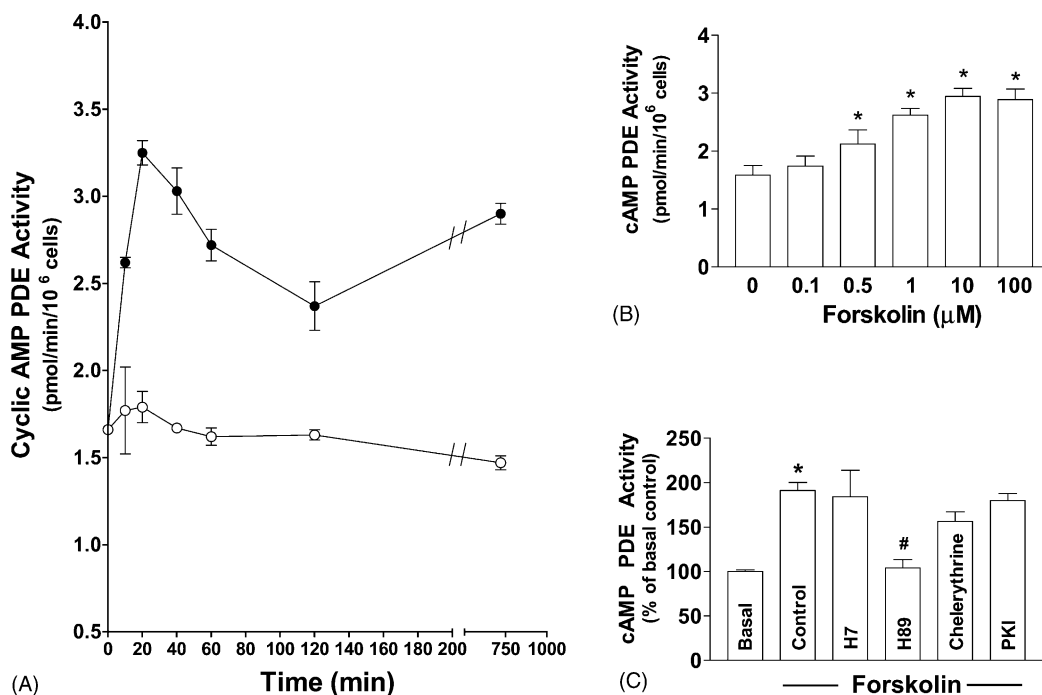 Cyclic AMP PDE Activity
(pmol/min/10⁶ cells)
4.0
3.5
3.0
2.5
2.0
1.5
1.0
0.5
0 20 40 60 80 100 120 140 160 180 200 750 1000
Time (min)
(A)
cAMP PDE Activity
(pmol/min/10⁶ cells)
4
3
2
1
0
* * * *
0 0.1 0.5 1 10 100
Forskolin (μM)
(B)
cAMP PDE Activity
(% of basal control)
250
200
150
100
50
0
* #
Basal Control H7 H89 Chelerythrine PKI
Forskolin
(C)